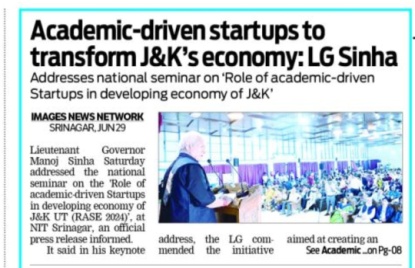 Academic-driven startups to
transform J&K's economy: LG Sinha
Addresses national seminar on 'Role of academic-driven
Startups in developing economy of J&K'
IMAGES NEWS NETWORK
SRINAGAR, JUN 29
Lieutenant Governor
Manoj Sinha Saturday
addressed the national
seminar on the 'Role of
academic-driven Startups
in developing economy of
J&K UT (RASE 2024)', at
NIT Srinagar, an official
press release informed.
It said in his keynote
address, the LG com-
mended the initiative
aimed at creating an
See Academic ...on Pg-08